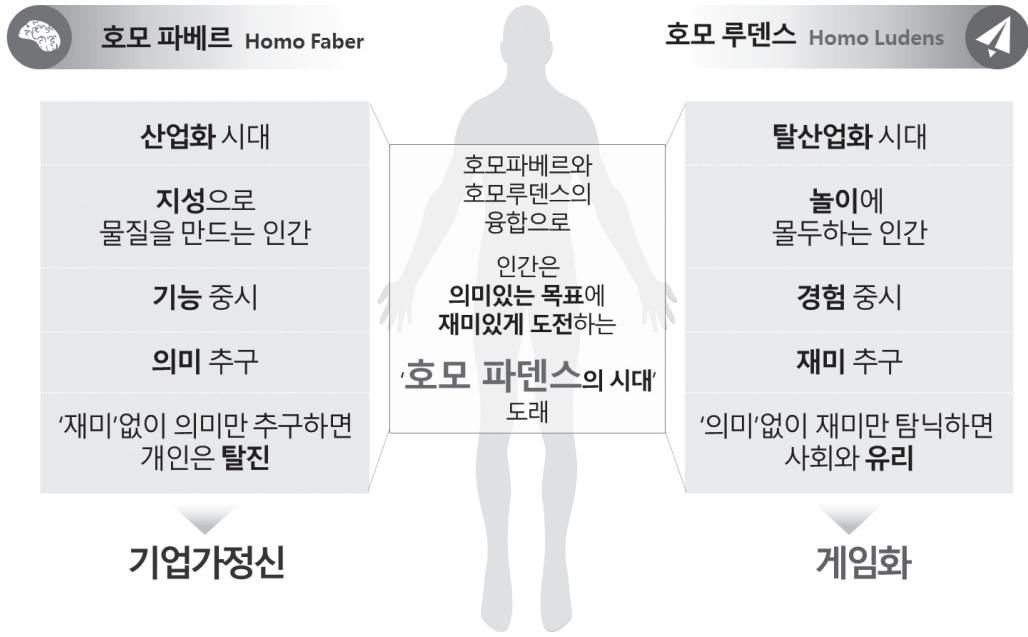 호모 파베르 Homo Faber
산업화 시대
지성으로
물질을 만드는 인간
기능 중시
의미 추구
'재미'없이 의미만 추구하면
개인은 탈진
기업가정신
호모파베르와
호모루덴스의
융합으로
인간은
의미있는 목표에
재미있게 도전하는
'호모 파덴스의 시대'
도래
호모 루덴스 Homo Ludens
탈산업화 시대
놀이에
몰두하는 인간
경험 중시
재미 추구
'의미'없이 재미만 탐닉하면
사회와 유리
게임화